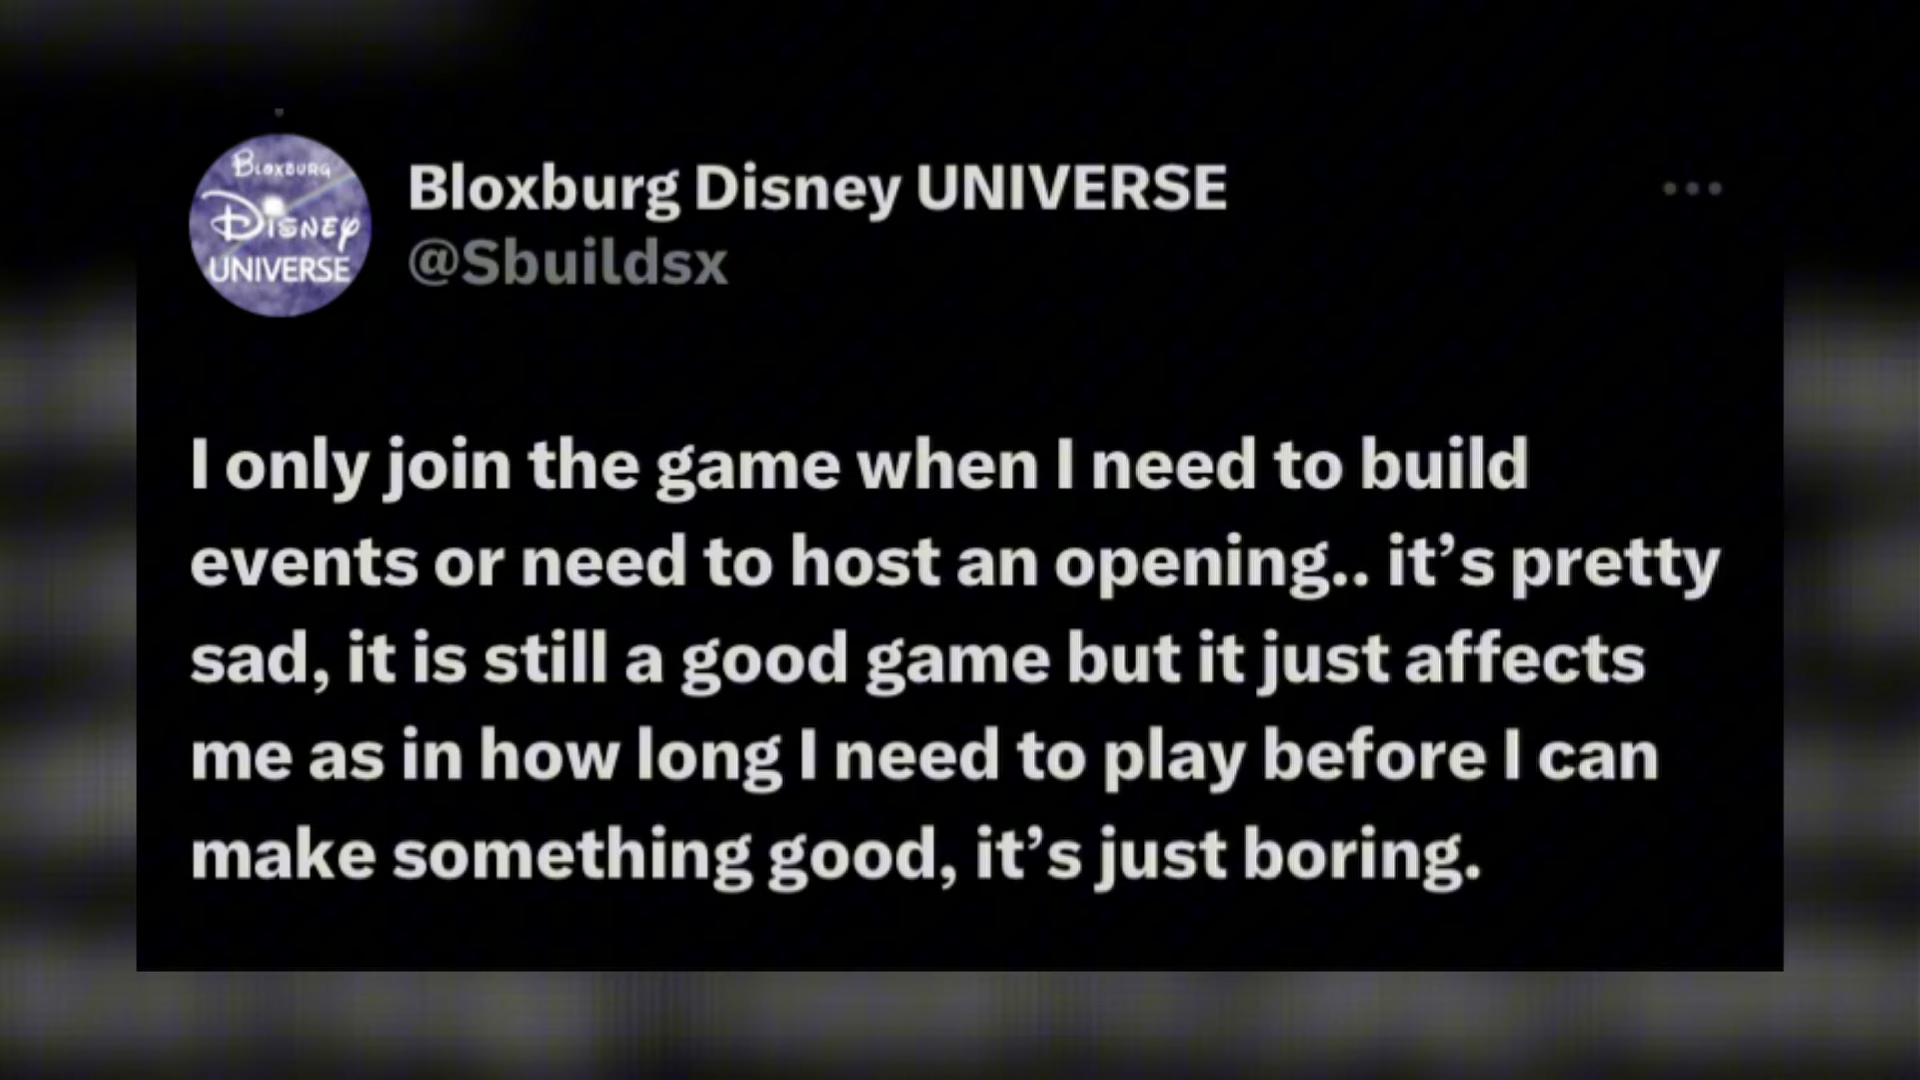 BLOXBURG
DISNEY
UNIVERSE
Bloxburg Disney UNIVERSE
@Sbuildsx
I only join the game when I need to build
events or need to host an opening.. it’s pretty
sad, it is still a good game but it just affects
me as in how long I need to play before I can
make something good, it’s just boring.